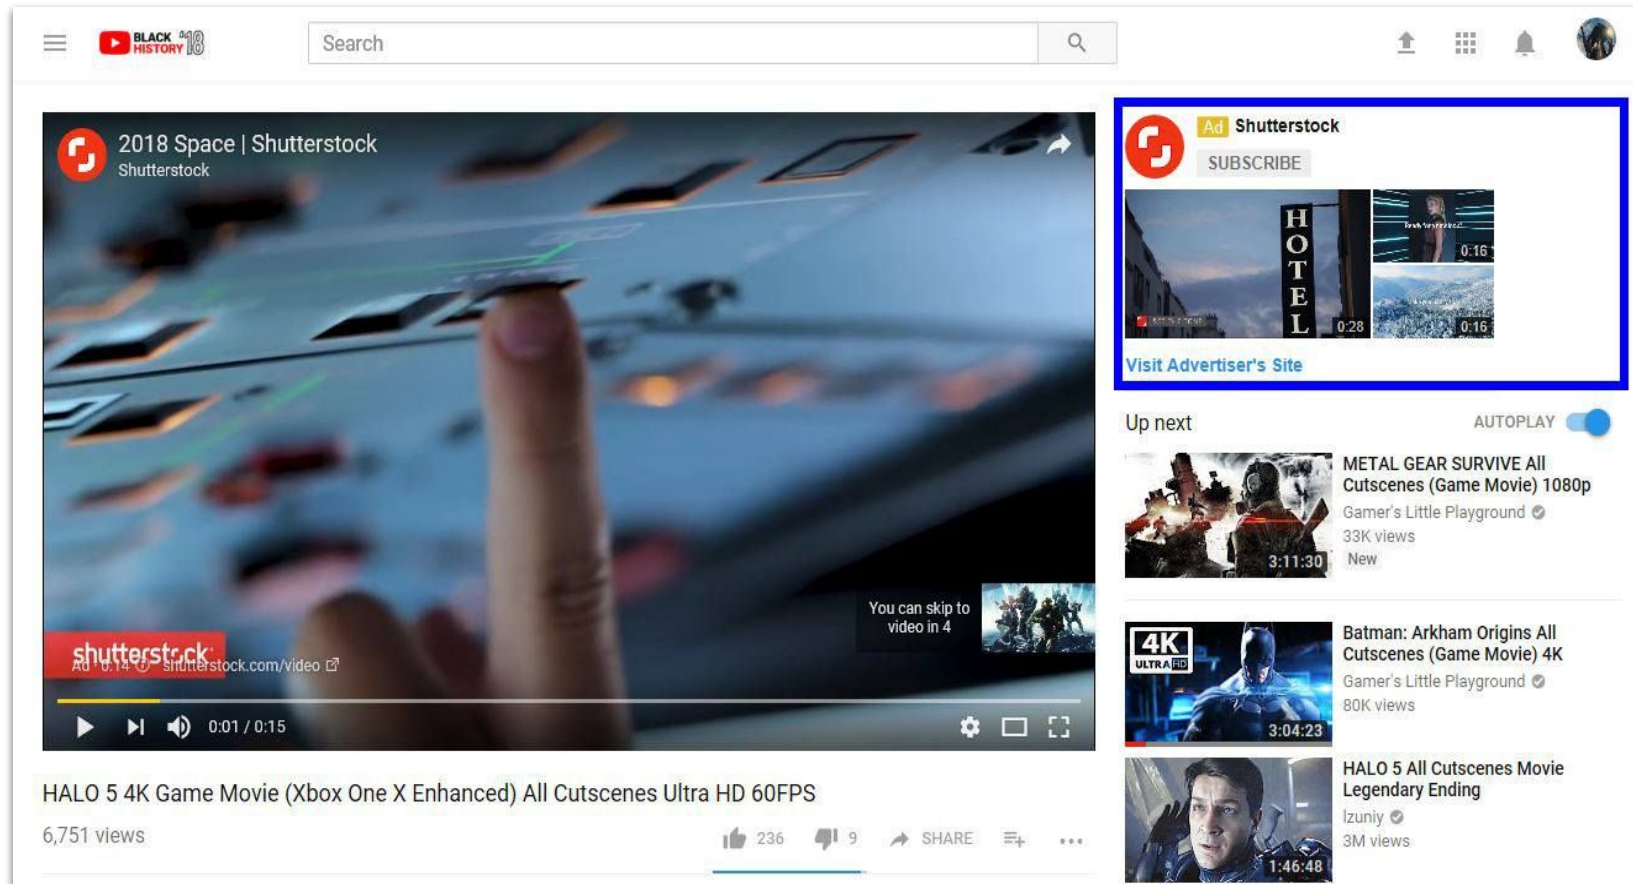 BLACK
HISTORY '18
Search
2018 Space | Shutterstock
Shutterstock
You can skip to
video in 4
shutterstock
Ad · 0:14 shutterstock.com/video
0:01 / 0:15
HALO 5 4K Game Movie (Xbox One X Enhanced) All Cutscenes Ultra HD 60FPS
6,751 views
236
9
SHARE
Ad Shutterstock
SUBSCRIBE
HOTEL
0:28
0:16
0:16
Visit Advertiser's Site
Up next
AUTOPLAY
METAL GEAR SURVIVE All
Cutscenes (Game Movie) 1080p
Gamer's Little Playground
33K views
New
3:11:30
4K
ULTRA HD
3:04:23
Batman: Arkham Origins All
Cutscenes (Game Movie) 4K
Gamer's Little Playground
80K views
1:46:48
HALO 5 All Cutscenes Movie
Legendary Ending
Izuniy
3M views